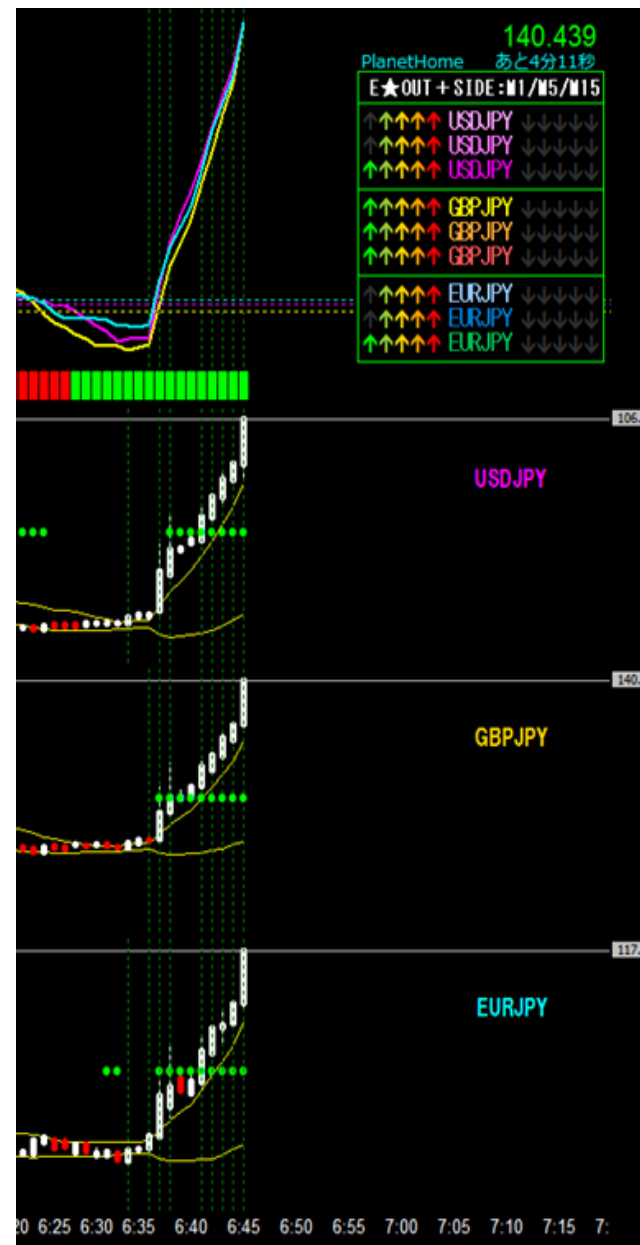 140.439
PlanetHome あと4分11秒
E★OUT+SIDE:M1/M5/M15
↑↑↑↑↑ USDJPY ↓↓↓↓↓
↑↑↑↑↑ USDJPY ↓↓↓↓↓
↑↑↑↑↑ USDJPY ↓↓↓↓↓
↑↑↑↑↑ GBPJPY ↓↓↓↓↓
↑↑↑↑↑ GBPJPY ↓↓↓↓↓
↑↑↑↑↑ GBPJPY ↓↓↓↓↓
↑↑↑↑↑ EURJPY ↓↓↓↓↓
↑↑↑↑↑ EURJPY ↓↓↓↓↓
↑↑↑↑↑ EURJPY ↓↓↓↓↓
106.
USDJPY
140.
GBPJPY
117.
EURJPY
20 6:25 6:30 6:35 6:40 6:45 6:50 6:55 7:00 7:05 7:10 7:15 7: